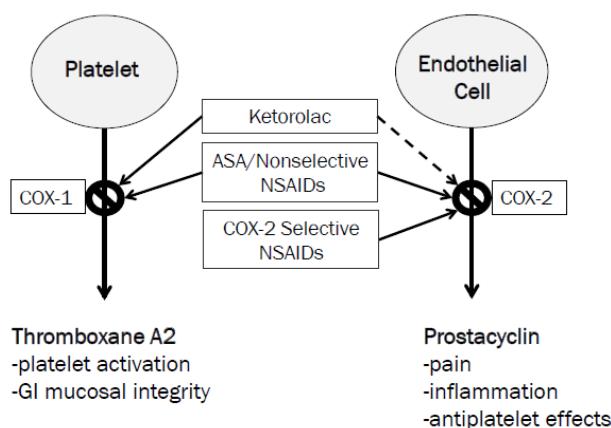 Platelet
Endothelial
Cell
Ketorolac
ASA/Nonselective
NSAIDs
COX-1
COX-2
COX-2 Selective
NSAIDs
Thromboxane A2
-platelet activation
-GI mucosal integrity
Prostacyclin
-pain
-inflammation
-antiplatelet effects